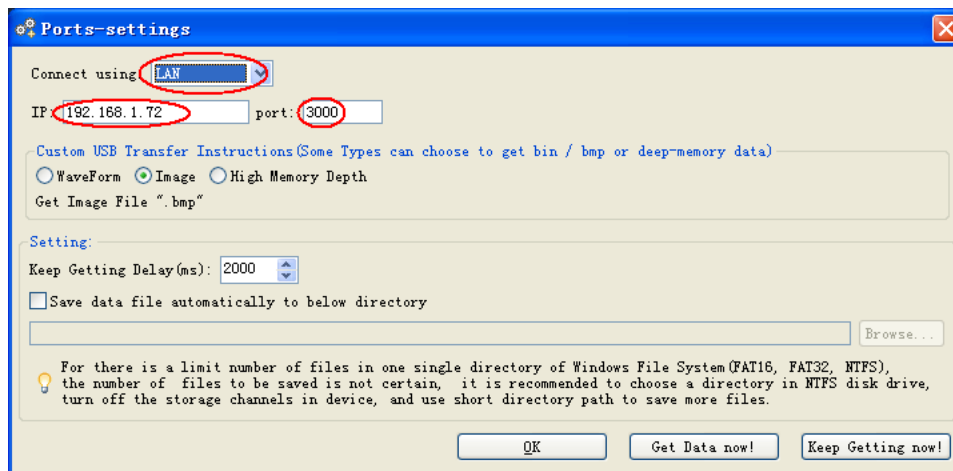 Ports-settings
Connect using: LAN
IP: 192.168.1.72 port: 3000
Custom USB Transfer Instructions(Some Types can choose to get bin / bmp or deep-memory data)
WaveForm Image High Memory Depth
Get Image File ".bmp"
Setting:
Keep Getting Delay(ms): 2000
Save data file automatically to below directory
Browse...
For there is a limit number of files in one single directory of Windows File System(FAT16, FAT32, NTFS),
the number of files to be saved is not certain, it is recommended to choose a directory in NTFS disk drive,
turn off the storage channels in device, and use short directory path to save more files.
OK Get Data now! Keep Getting now!